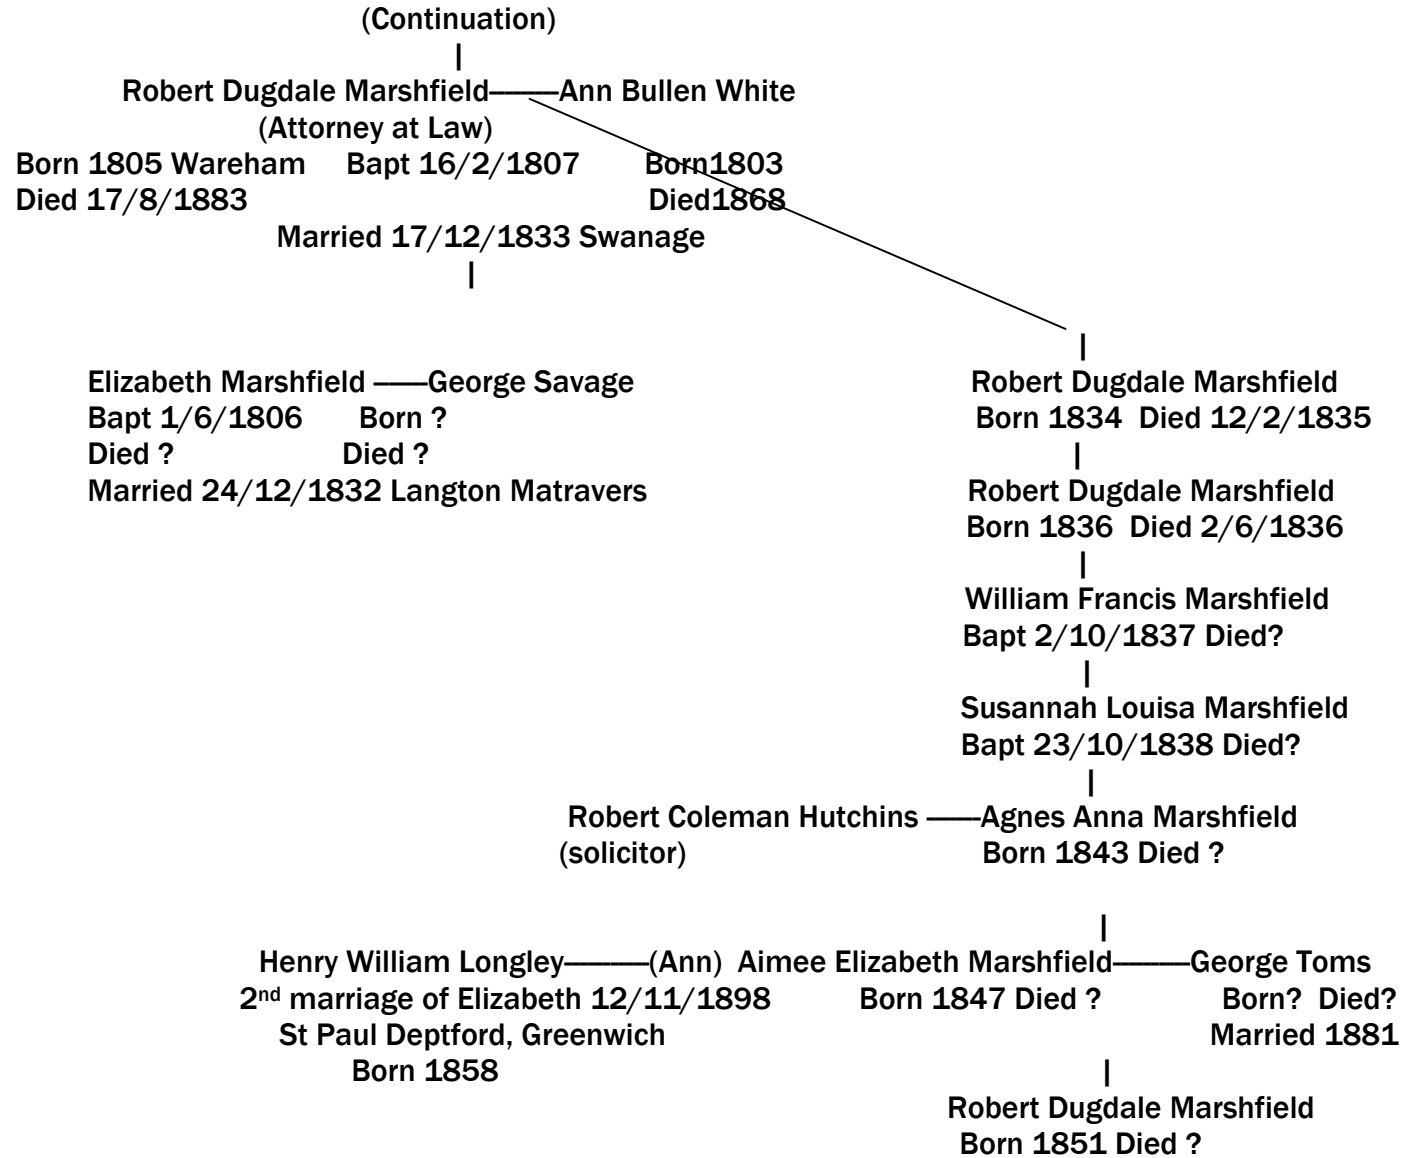 (Continuation)
|
Robert Dugdale Marshfield———Ann Bullen White
(Attorney at Law)
Born 1805 Wareham Bapt 16/2/1807 Born1803
Died 17/8/1883 Died1868
Married 17/12/1833 Swanage
|
|
Elizabeth Marshfield ——George Savage Robert Dugdale Marshfield
Bapt 1/6/1806 Born ? Born 1834 Died 12/2/1835
Died ? Died ? |
Married 24/12/1832 Langton Matravers Robert Dugdale Marshfield
Born 1836 Died 2/6/1836
|
William Francis Marshfield
Bapt 2/10/1837 Died?
|
Susannah Louisa Marshfield
Bapt 23/10/1838 Died?
|
Robert Coleman Hutchins ——Agnes Anna Marshfield
(solicitor) Born 1843 Died ?
|
Henry William Longley———(Ann) Aimee Elizabeth Marshfield———George Toms
2nd marriage of Elizabeth 12/11/1898 Born 1847 Died ? Born? Died?
St Paul Deptford, Greenwich Married 1881
Born 1858 |
Robert Dugdale Marshfield
Born 1851 Died ?